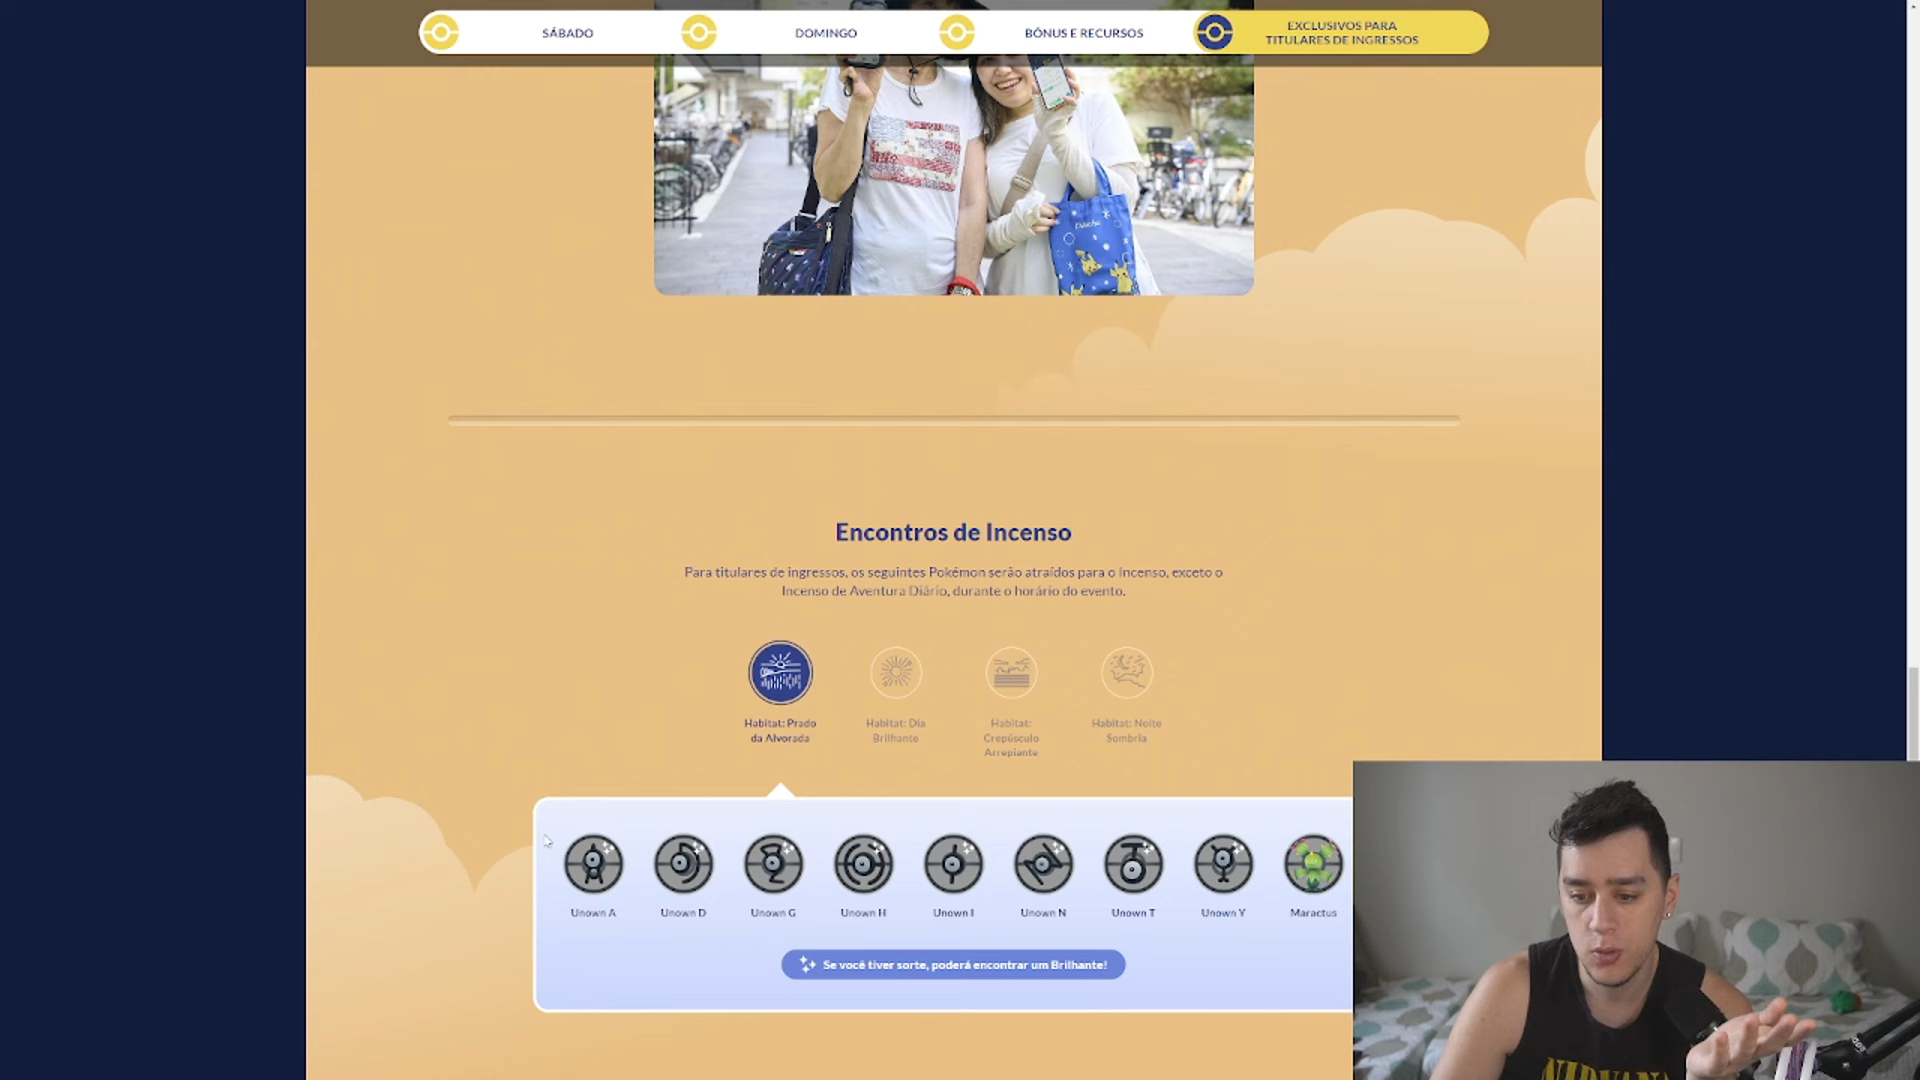 SÁBADO
DOMINGO
BÔNUS E RECURSOS
EXCLUSIVOS PARA
TITULARES DE INGRESSOS
Encontros de Incenso
Para titulares de ingressos, os seguintes Pokémon serão atraídos para o Incenso, exceto o
Incenso de Aventura Diário, durante o horário do evento.
Habitat: Prado
da Alvorada
Habitat: Dia
Brilhante
Habitat:
Crepúsculo
Arrepiante
Habitat: Noite
Sombria
Unown A
Unown D
Unown G
Unown H
Unown I
Unown N
Unown T
Unown Y
Maractus
Se você tiver sorte, poderá encontrar um Brilhante!
NIRVANA